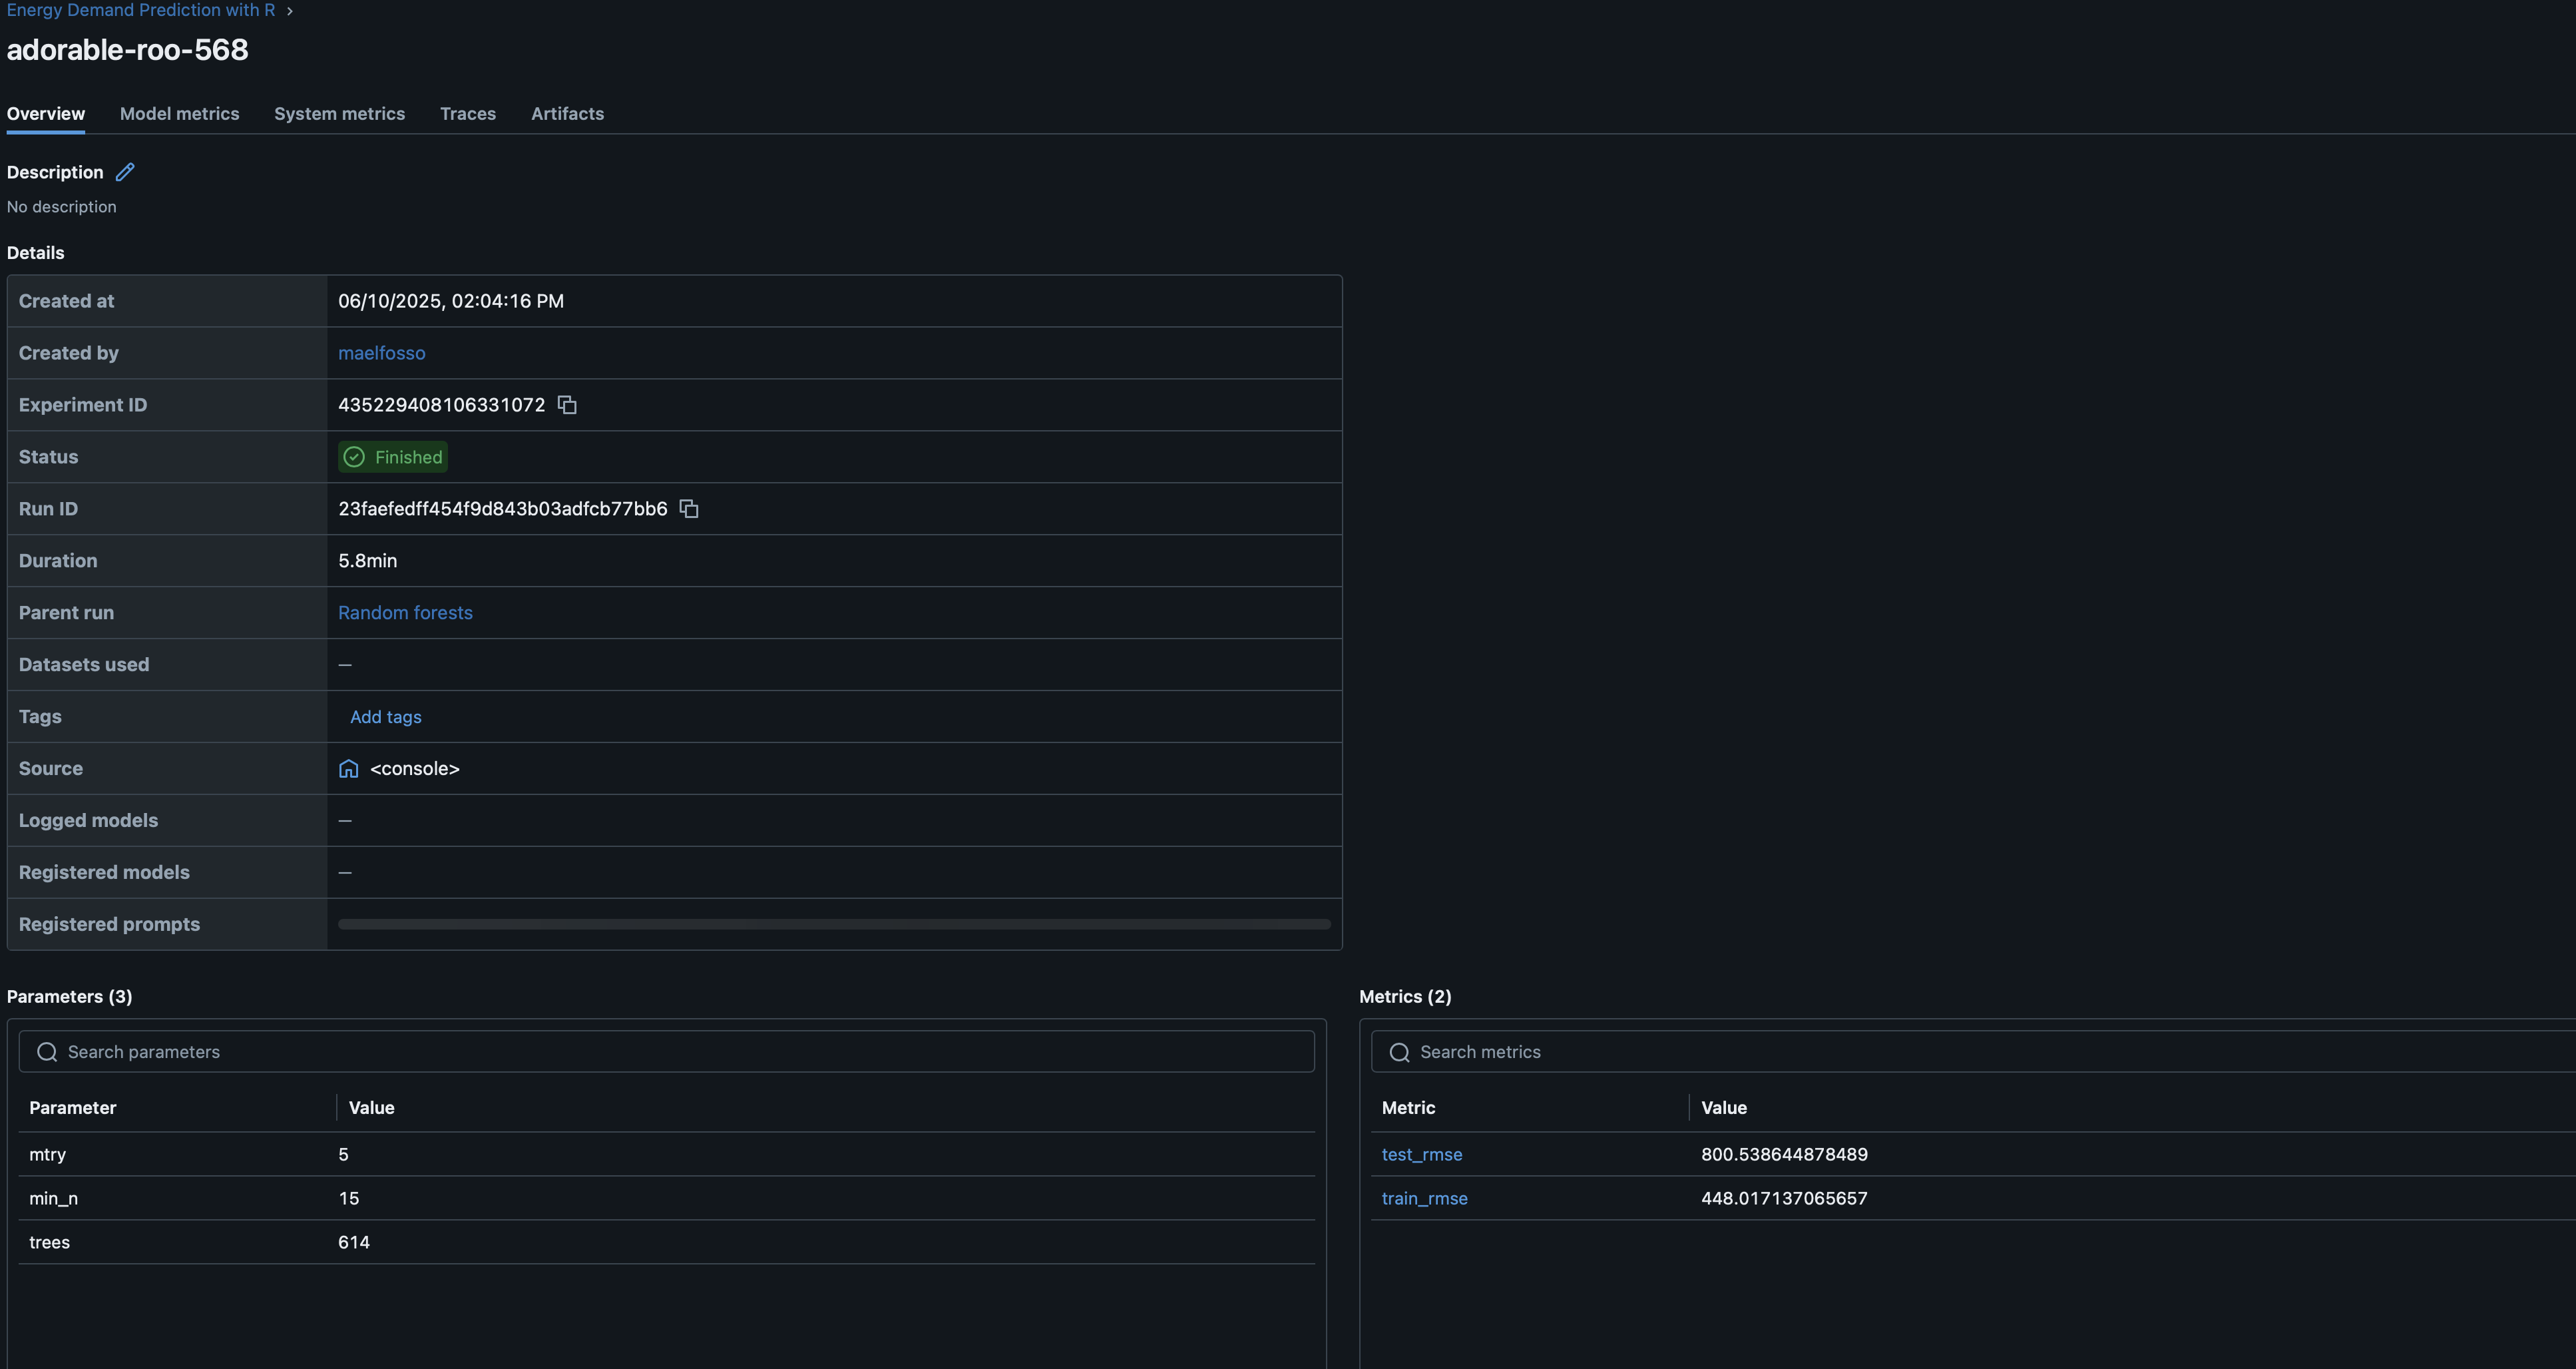 Energy Demand Prediction with R ›
adorable-roo-568
Overview Model metrics System metrics Traces Artifacts
Description
No description
Details
Created at 06/10/2025, 02:04:16 PM
Created by maelfosso
Experiment ID 435229408106331072
Status Finished
Run ID 23faefedff454f9d843b03adfcb77bb6
Duration 5.8min
Parent run Random forests
Datasets used —
Tags Add tags
Source <console>
Logged models —
Registered models —
Registered prompts
Parameters (3)
Search parameters
Parameter Value
mtry 5
min_n 15
trees 614
Metrics (2)
Search metrics
Metric Value
test_rmse 800.538644878489
train_rmse 448.017137065657